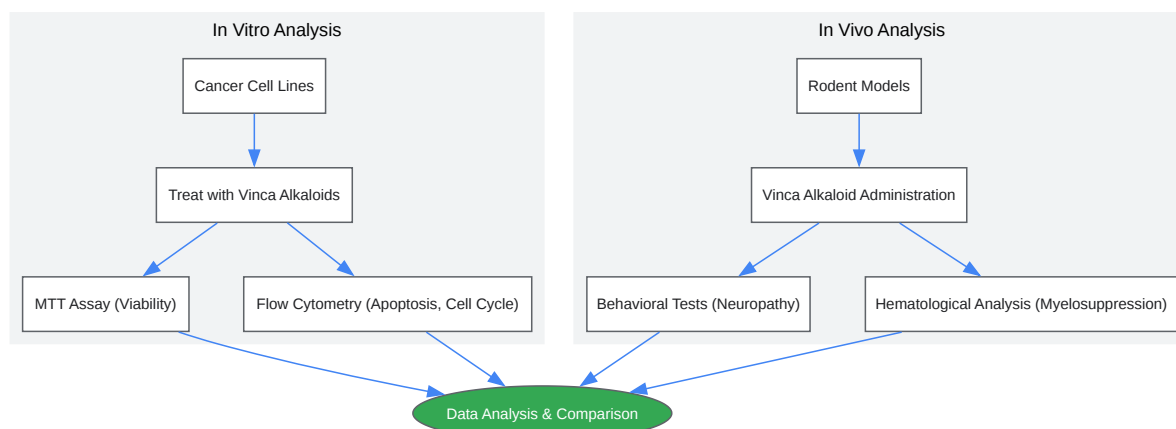 In Vitro Analysis
Cancer Cell Lines
Treat with Vinca Alkaloids
MTT Assay (Viability)
Flow Cytometry (Apoptosis, Cell Cycle)
In Vivo Analysis
Rodent Models
Vinca Alkaloid Administration
Behavioral Tests (Neuropathy)
Hematological Analysis (Myelosuppression)
Data Analysis & Comparison